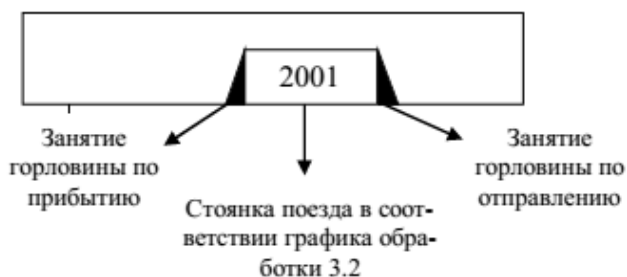 2001
Занятие
горловины по
прибытию
Стоянка поезда в соот-
ветствии графика обра-
ботки 3.2
Занятие
горловины по
отправлению